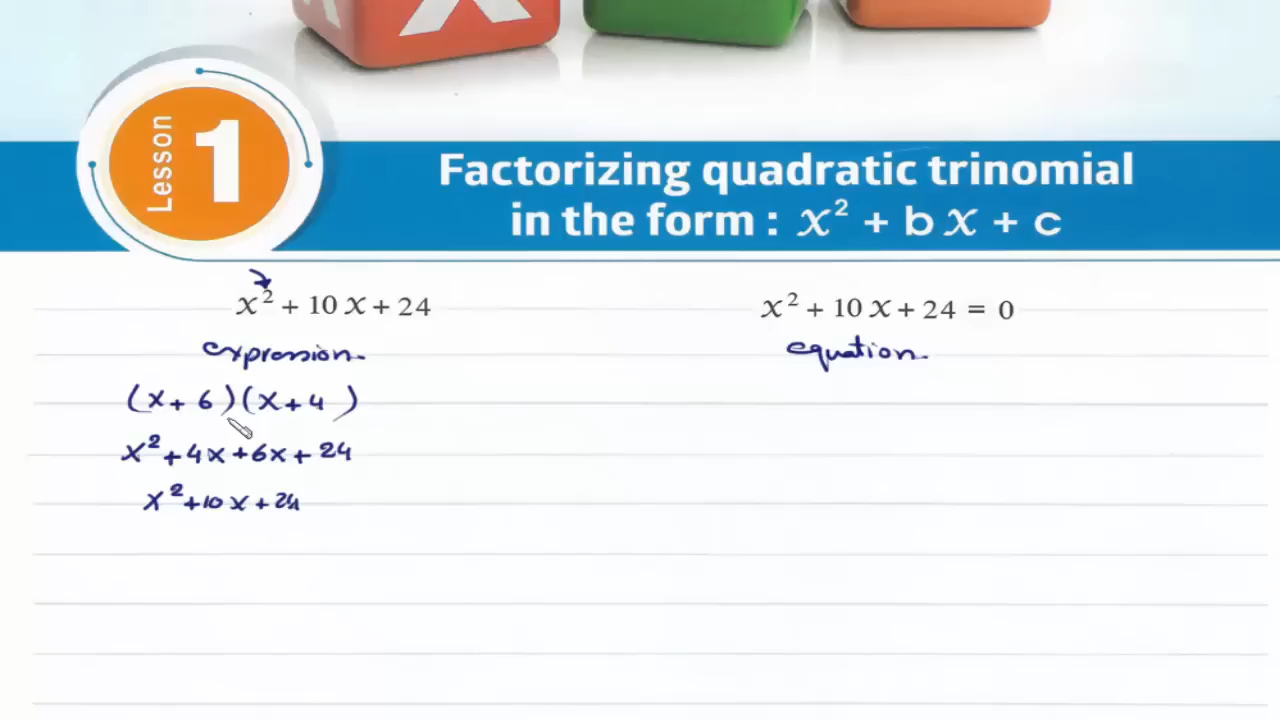 X
Lesson 1
Factorizing quadratic trinomial
in the form : x² + b x + c
x² + 10 x + 24
expression
(x + 6)(x + 4)
x² + 4x + 6x + 24
x² + 10x + 24
x² + 10 x + 24 = 0
equation